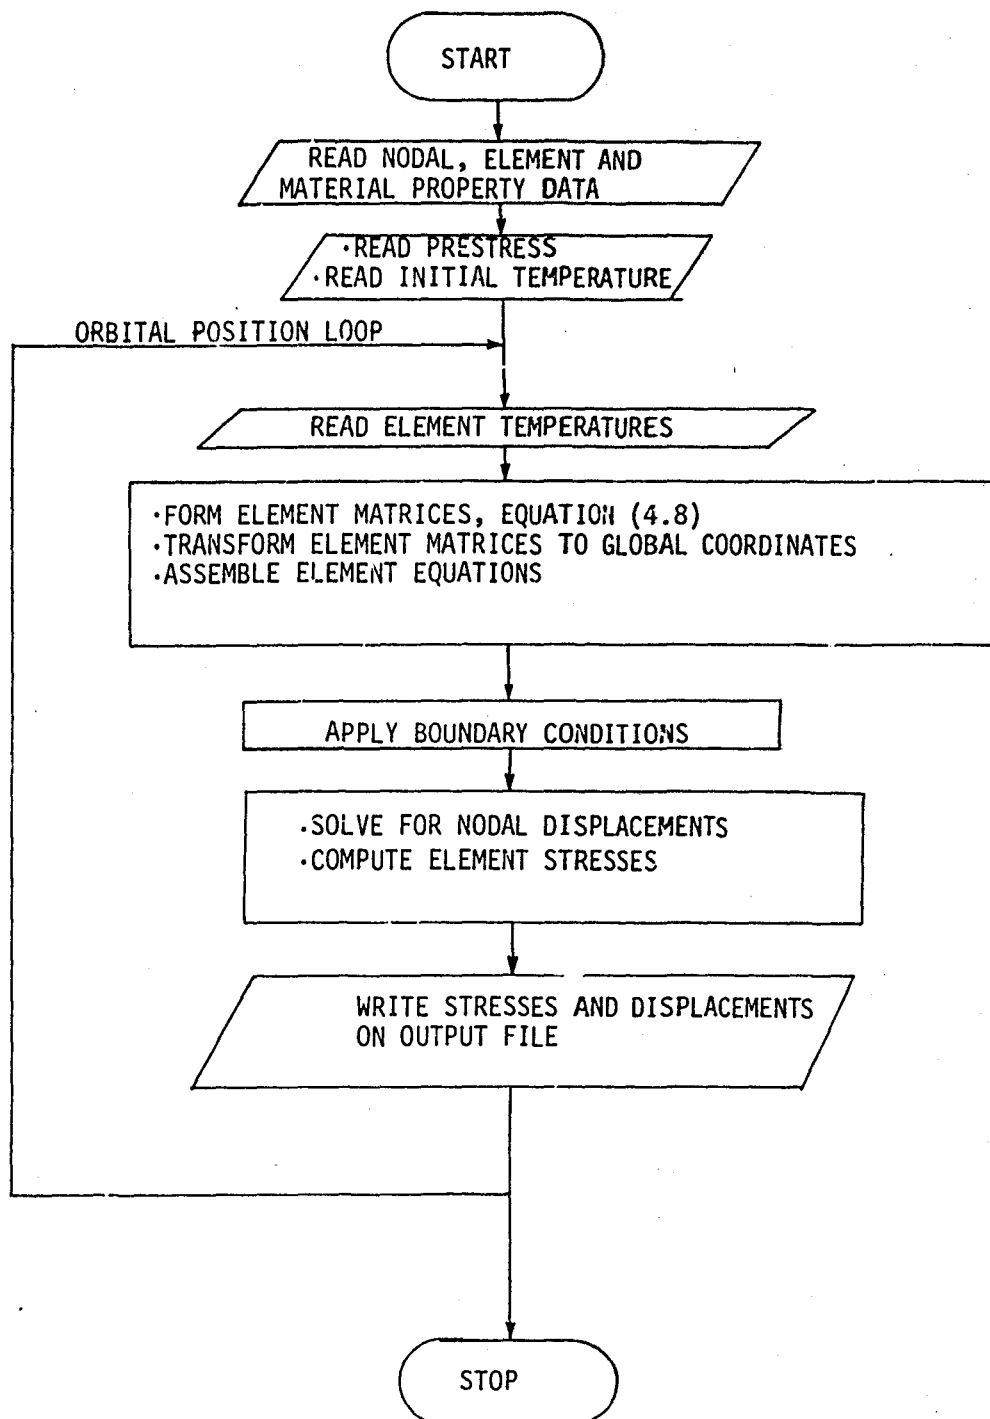 START
READ NODAL, ELEMENT AND
MATERIAL PROPERTY DATA
·READ PRESTRESS
·READ INITIAL TEMPERATURE
ORBITAL POSITION LOOP
READ ELEMENT TEMPERATURES
·FORM ELEMENT MATRICES, EQUATION (4.8)
·TRANSFORM ELEMENT MATRICES TO GLOBAL COORDINATES
·ASSEMBLE ELEMENT EQUATIONS
APPLY BOUNDARY CONDITIONS
·SOLVE FOR NODAL DISPLACEMENTS
·COMPUTE ELEMENT STRESSES
WRITE STRESSES AND DISPLACEMENTS
ON OUTPUT FILE
STOP